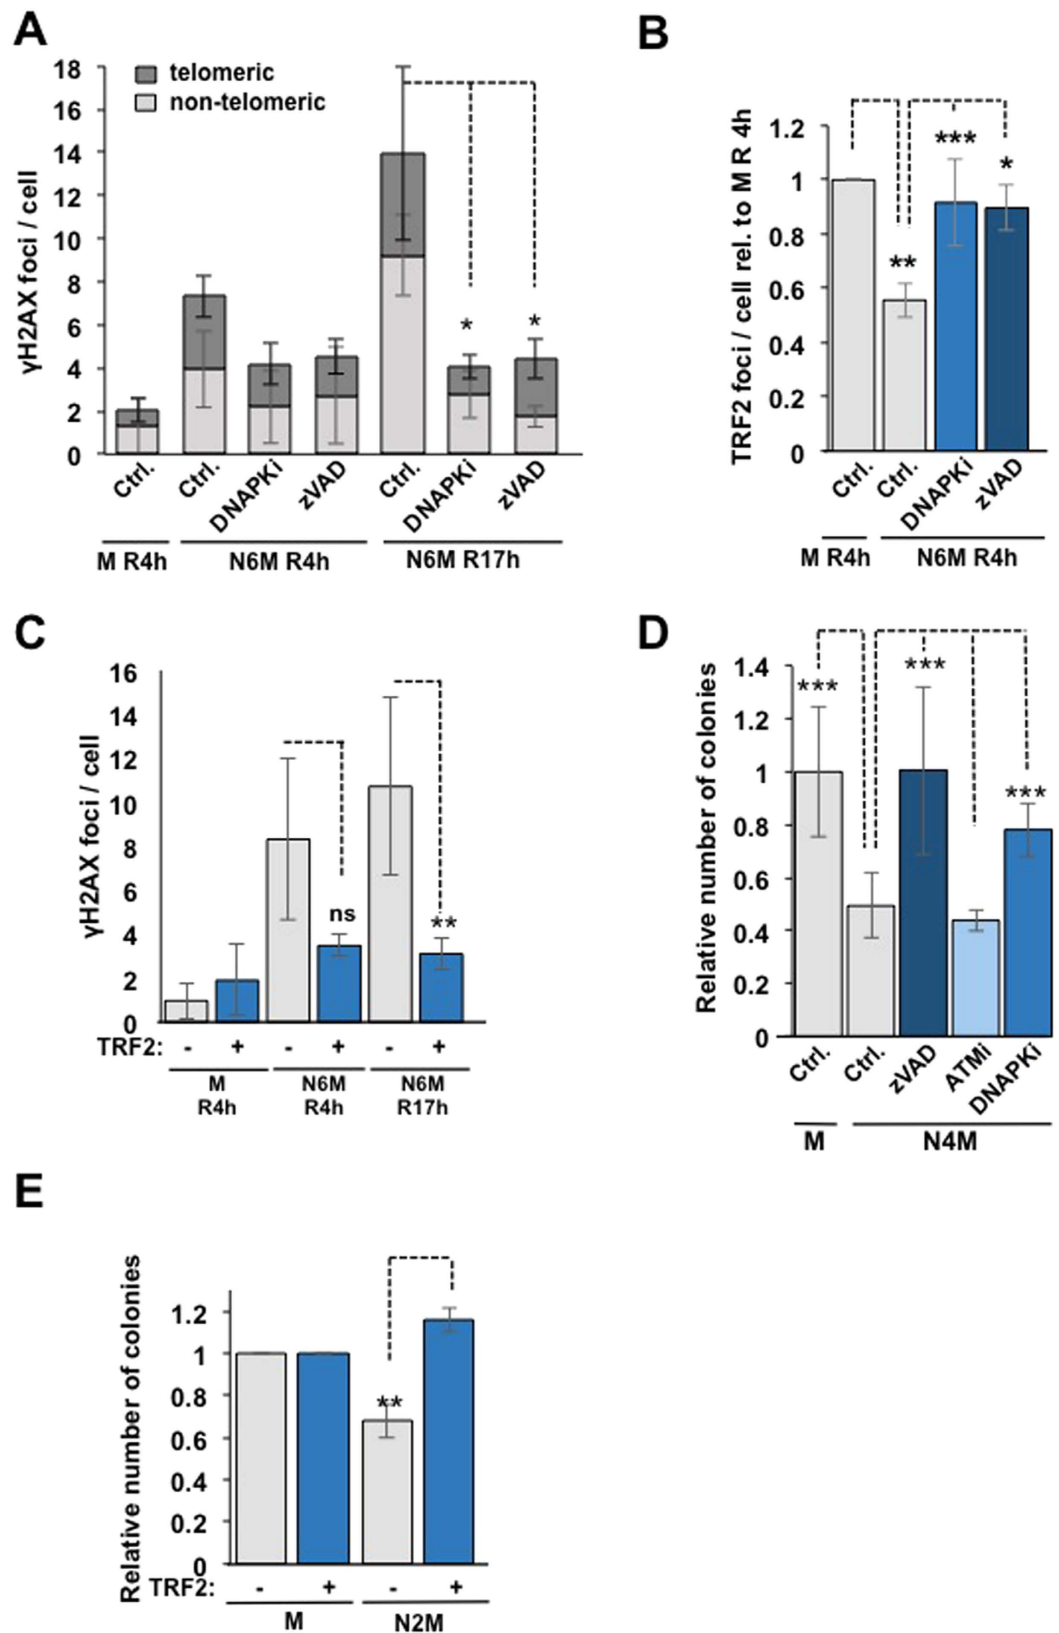 A
γH2AX foci / cell
18
16
14
12
10
8
6
4
2
0
telomeric
non-telomeric
*
*
Ctrl.
Ctrl.
DNAPKi
zVAD
Ctrl.
DNAPKi
zVAD
M R4h
N6M R4h
N6M R17h
B
TRF2 foci / cell rel. to M R 4h
1.2
1
0.8
0.6
0.4
0.2
0
**
***
*
Ctrl.
Ctrl.
DNAPKi
zVAD
M R4h
N6M R4h
C
γH2AX foci / cell
16
14
12
10
8
6
4
2
0
ns
**
TRF2: - + - + - +
M
R4h
N6M
R4h
N6M
R17h
D
Relative number of colonies
1.4
1.2
1
0.8
0.6
0.4
0.2
0
***
***
***
Ctrl.
Ctrl.
zVAD
ATMi
DNAPKi
M
N4M
E
Relative number of colonies
1.2
1
0.8
0.6
0.4
0.2
0
**
TRF2: - + - +
M
N2M